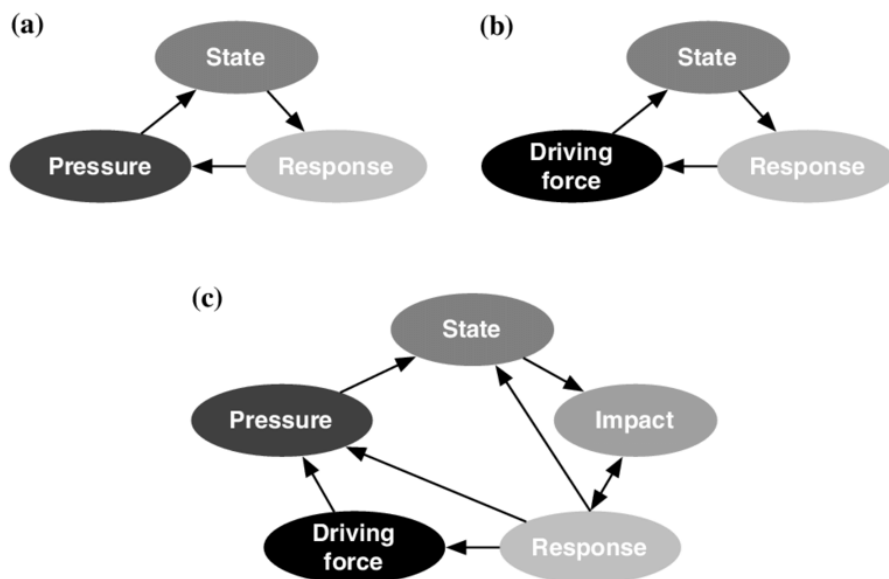 (a)
State
Pressure
Response
(b)
State
Driving
force
Response
(c)
State
Pressure
Impact
Driving
force
Response